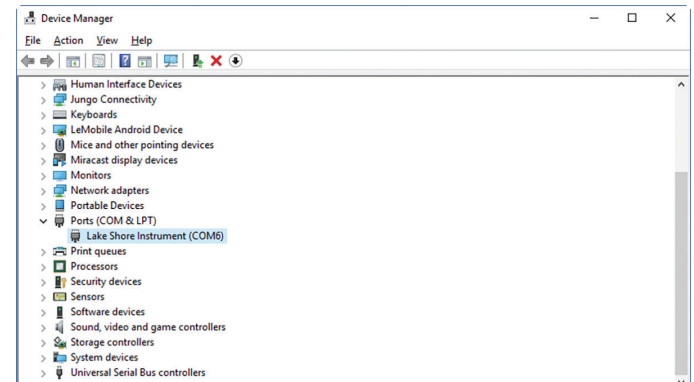 Device Manager
File Action View Help
Human Interface Devices
Jungo Connectivity
Keyboards
LeMobile Android Device
Mice and other pointing devices
Miracast display devices
Monitors
Network adapters
Portable Devices
Ports (COM & LPT)
Lake Shore Instrument (COM6)
Print queues
Processors
Security devices
Sensors
Software devices
Sound, video and game controllers
Storage controllers
System devices
Universal Serial Bus controllers